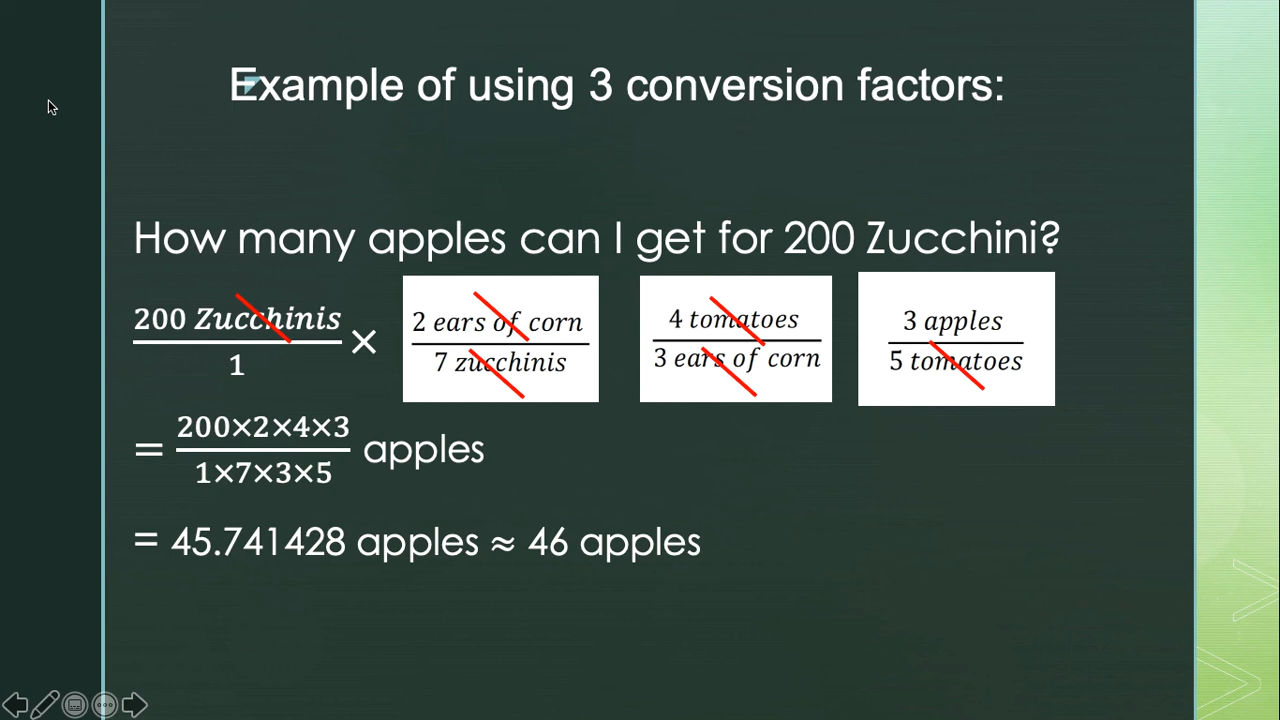 Example of using 3 conversion factors:
How many apples can I get for 200 Zucchini?
200 Zucchinis
1
×
2 ears of corn
7 zucchinis
4 tomatoes
3 ears of corn
3 apples
5 tomatoes
= 200×2×4×3 apples
1×7×3×5
= 45.741428 apples ≈ 46 apples